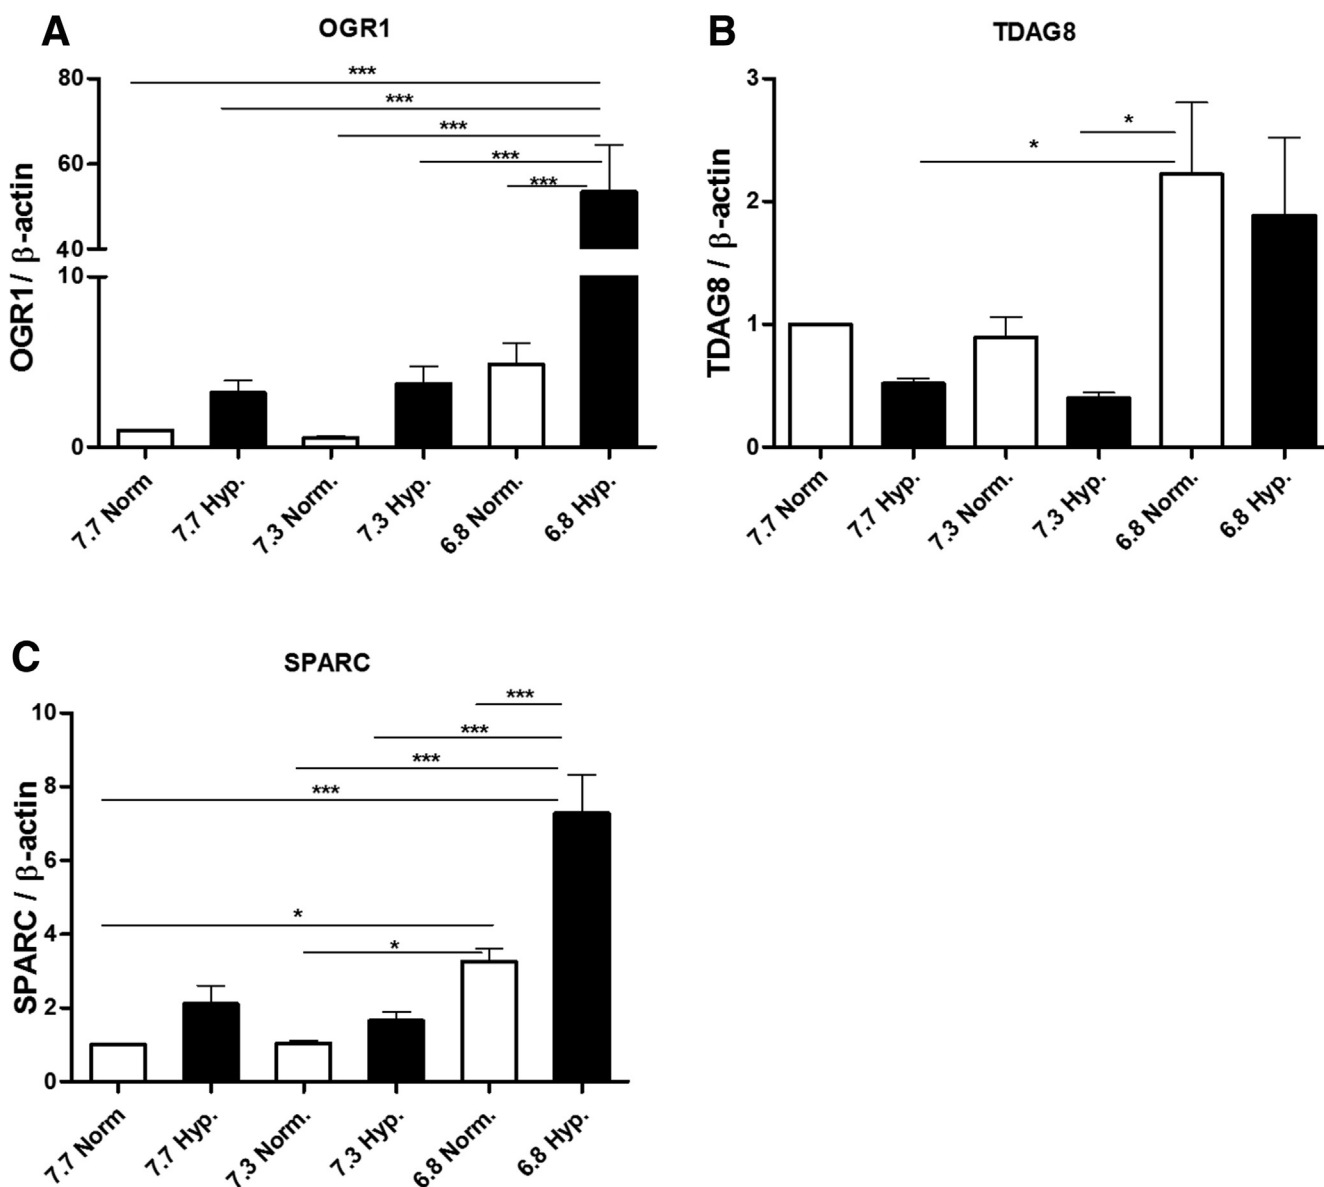 A
OGR1
OGR1 / β-actin
80
60
40
10
0
***
***
***
***
***
7.7 Norm
7.7 Hyp.
7.3 Norm.
7.3 Hyp.
6.8 Norm.
6.8 Hyp.
B
TDAG8
TDAG8 / β-actin
3
2
1
0
*
*
7.7 Norm
7.7 Hyp.
7.3 Norm.
7.3 Hyp.
6.8 Norm.
6.8 Hyp.
C
SPARC
SPARC / β-actin
10
8
6
4
2
0
***
***
***
***
*
*
7.7 Norm
7.7 Hyp.
7.3 Norm.
7.3 Hyp.
6.8 Norm.
6.8 Hyp.